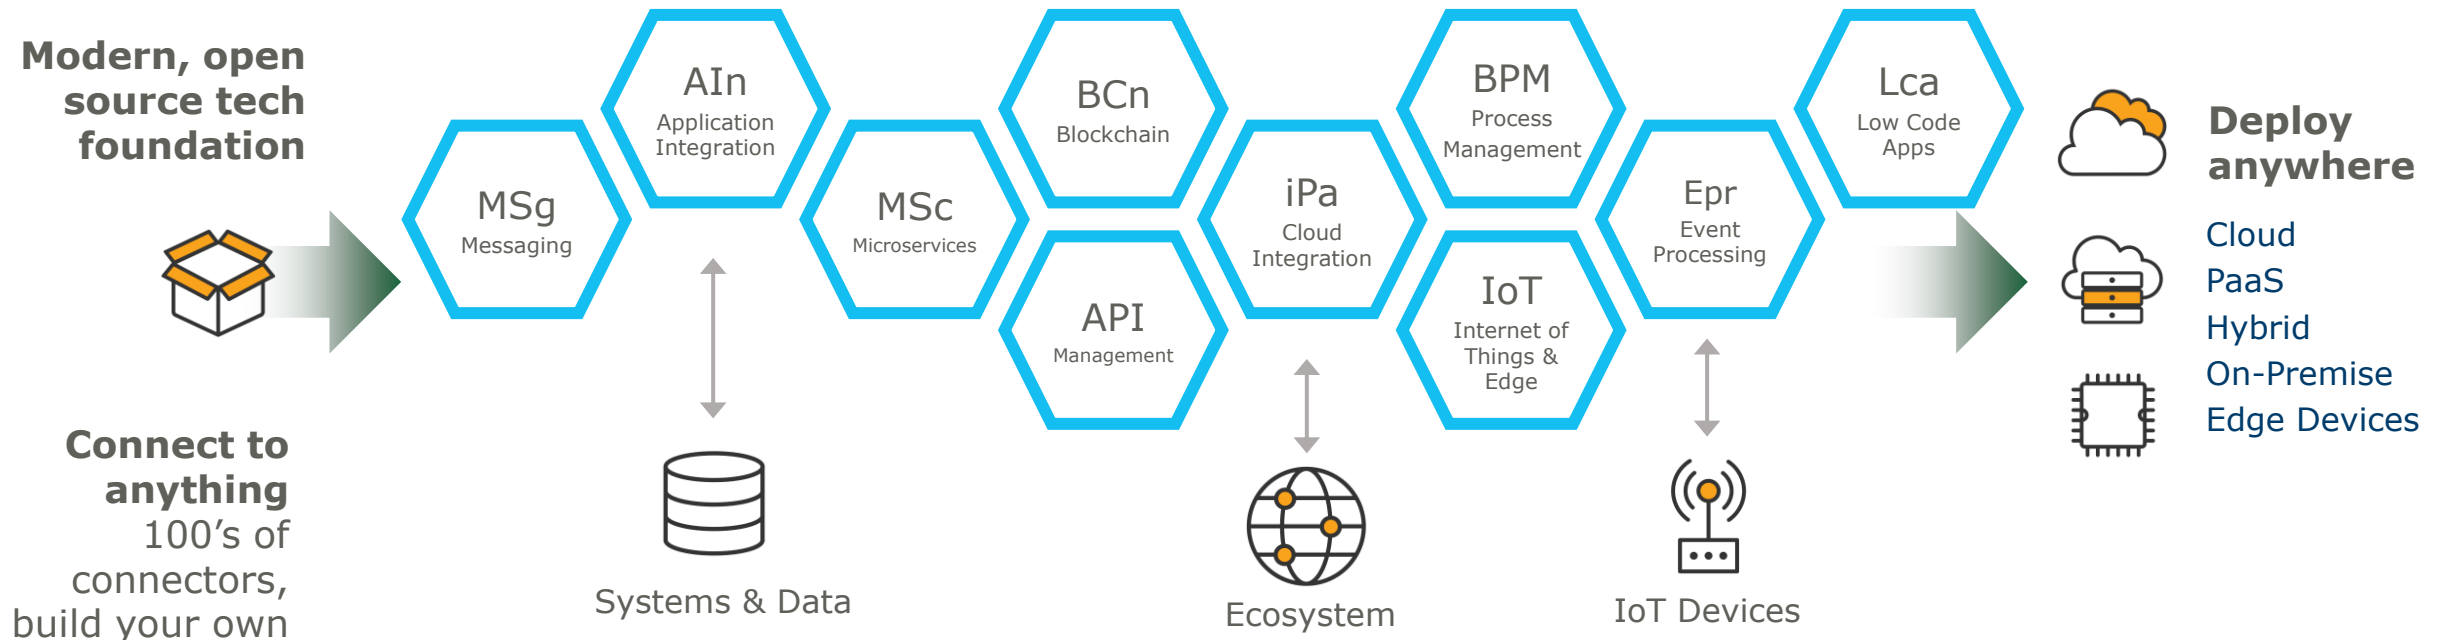 Modern, open
source tech
foundation
Connect to
anything
100’s of
connectors,
build your own
MSg
Messaging
AIn
Application
Integration
MSc
Microservices
BCn
Blockchain
API
Management
iPa
Cloud
Integration
BPM
Process
Management
IoT
Internet of
Things &
Edge
Epr
Event
Processing
Lca
Low Code
Apps
Systems & Data
Ecosystem
IoT Devices
Deploy
anywhere
Cloud
PaaS
Hybrid
On-Premise
Edge Devices